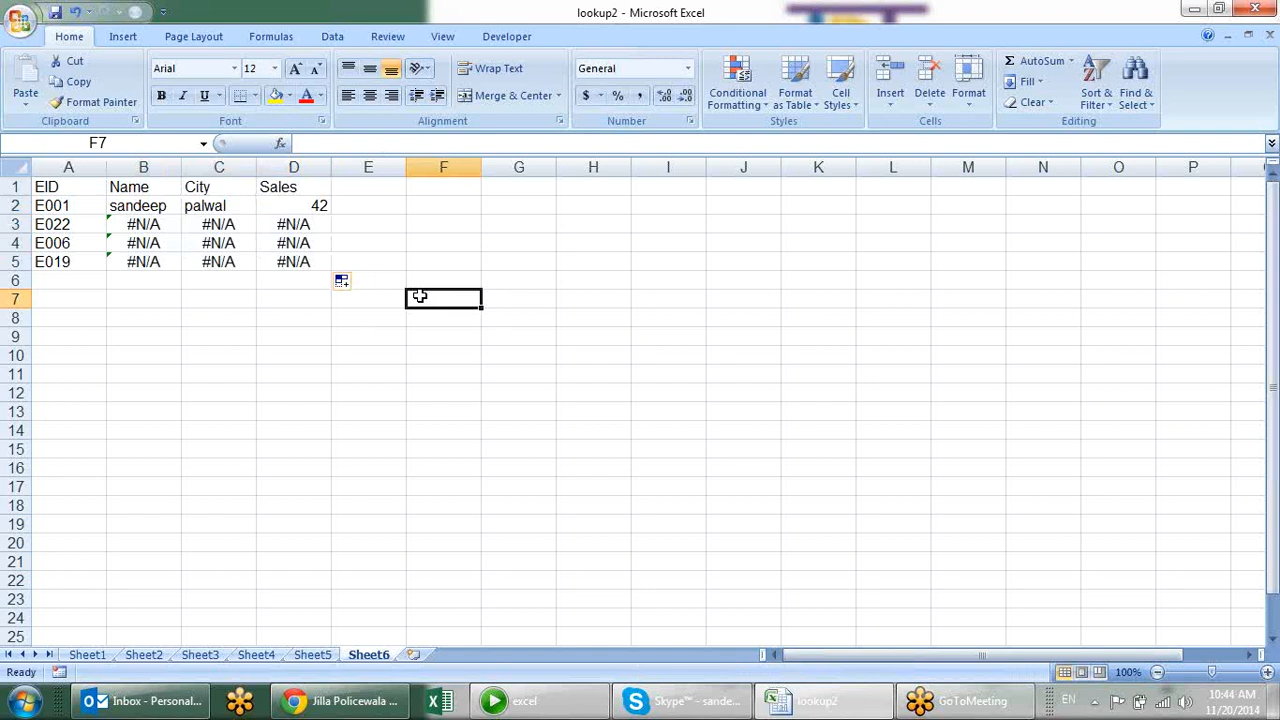 lookup2 - Microsoft Excel
Home Insert Page Layout Formulas Data Review View Developer
Paste Cut Copy Format Painter Clipboard
Arial 12 Font
Wrap Text Merge & Center Alignment
General $ % , Number
Conditional Formatting Format as Table Cell Styles Styles
Insert Delete Format Cells
AutoSum Fill Clear Sort & Filter Find & Select Editing
F7 fx
A B C D E F G H I J K L M N O P
1 EID Name City Sales
2 E001 sandeep palwal 42
3 E022 #N/A #N/A #N/A
4 E006 #N/A #N/A #N/A
5 E019 #N/A #N/A #N/A
6
7
8
9
10
11
12
13
14
15
16
17
18
19
20
21
22
23
24
25
Sheet1 Sheet2 Sheet3 Sheet4 Sheet5 Sheet6
Ready 100%
Inbox - Personal... Jilla Policewala ... excel Skype™ - sande... lookup2 GoToMeeting EN 10:44 AM
11/20/2014